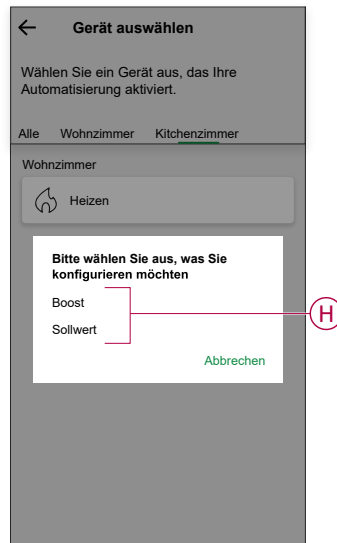 Gerät auswählen
Wählen Sie ein Gerät aus, das Ihre
Automatisierung aktiviert.
Alle Wohnzimmer Kitchenzimmer
Wohnzimmer
Heizen
Bitte wählen Sie aus, was Sie
konfigurieren möchten
Boost
Sollwert
H
Abbrechen